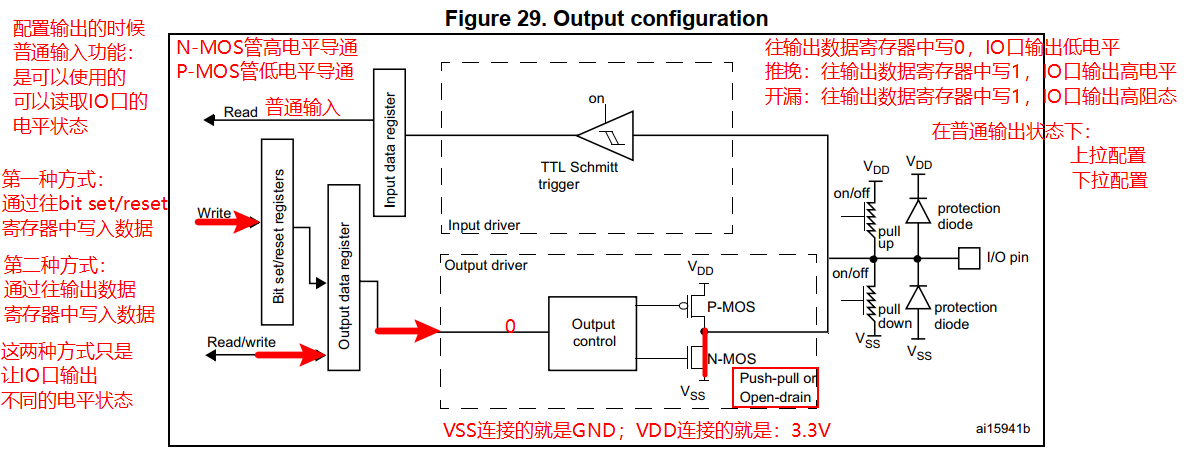 Figure 29. Output configuration
配置输出的时候
普通输入功能：
是可以使用的
可以读取IO口的
电平状态
N-MOS管高电平导通
P-MOS管低电平导通
往输出数据寄存器中写0，IO口输出低电平
推挽：往输出数据寄存器中写1，IO口输出高电平
开漏：往输出数据寄存器中写1，IO口输出高阻态
在普通输出状态下：
上拉配置
下拉配置
Read
普通输入
Input data register
on
TTL Schmitt
trigger
Input driver
第一种方式：
通过往bit set/reset
寄存器中写入数据
Write
Bit set/reset registers
Output data register
第二种方式：
通过往输出数据
寄存器中写入数据
Read/write
这两种方式只是
让IO口输出
不同的电平状态
Output driver
0
Output
control
VDD
P-MOS
N-MOS
VSS
Push-pull or
Open-drain
VDD
on/off
pull
up
VDD
protection
diode
I/O pin
on/off
pull
down
VSS
protection
diode
VSS
VSS连接的就是GND；VDD连接的就是：3.3V
ai15941b